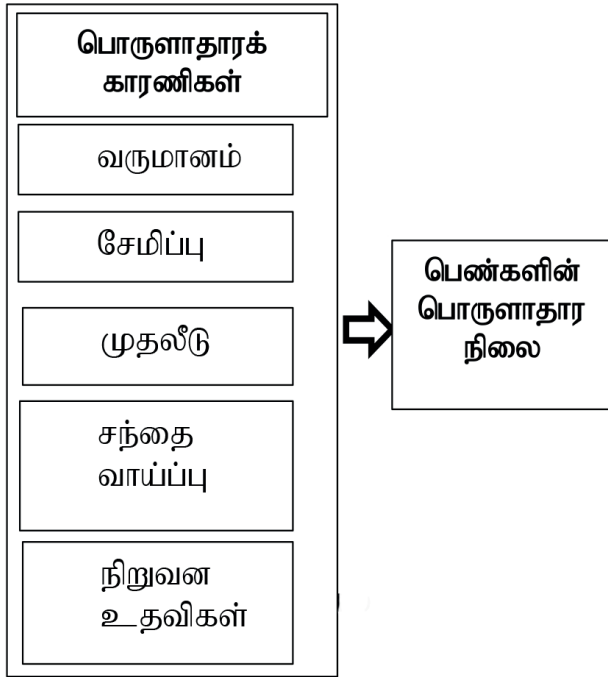 பொருளாதாரக்
காரணிகள்
வருமானம்
சேமிப்பு
முதலீடு
சந்தை
வாய்ப்பு
நிறுவன
உதவிகள்
பெண்களின்
பொருளாதார
நிலை